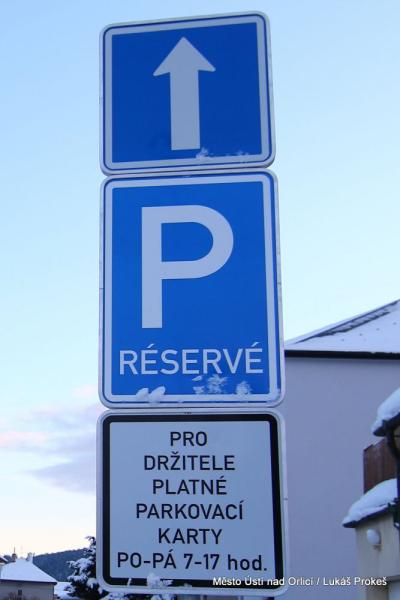 P
RÉSERVÉ
PRO
DRŽITELE
PLATNÉ
PARKOVACÍ
KARTY
PO-PÁ 7-17 hod.
Město Ústí nad Orlicí / Lukáš Prokeš